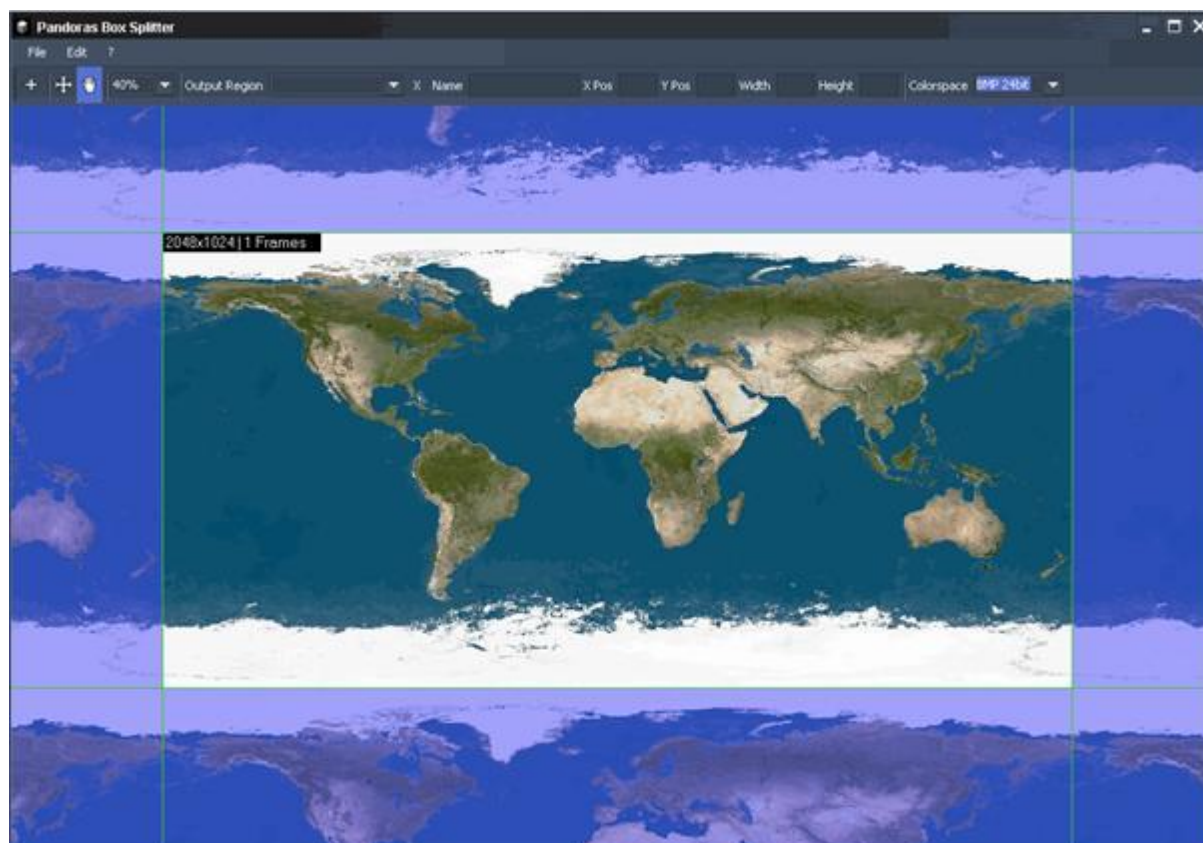 Pandoras Box Splitter
File Edit ?
40% Output Region X Name X Pos Y Pos Width Height Colorspace BMP 24bit
2048x1024 | 1 Frames